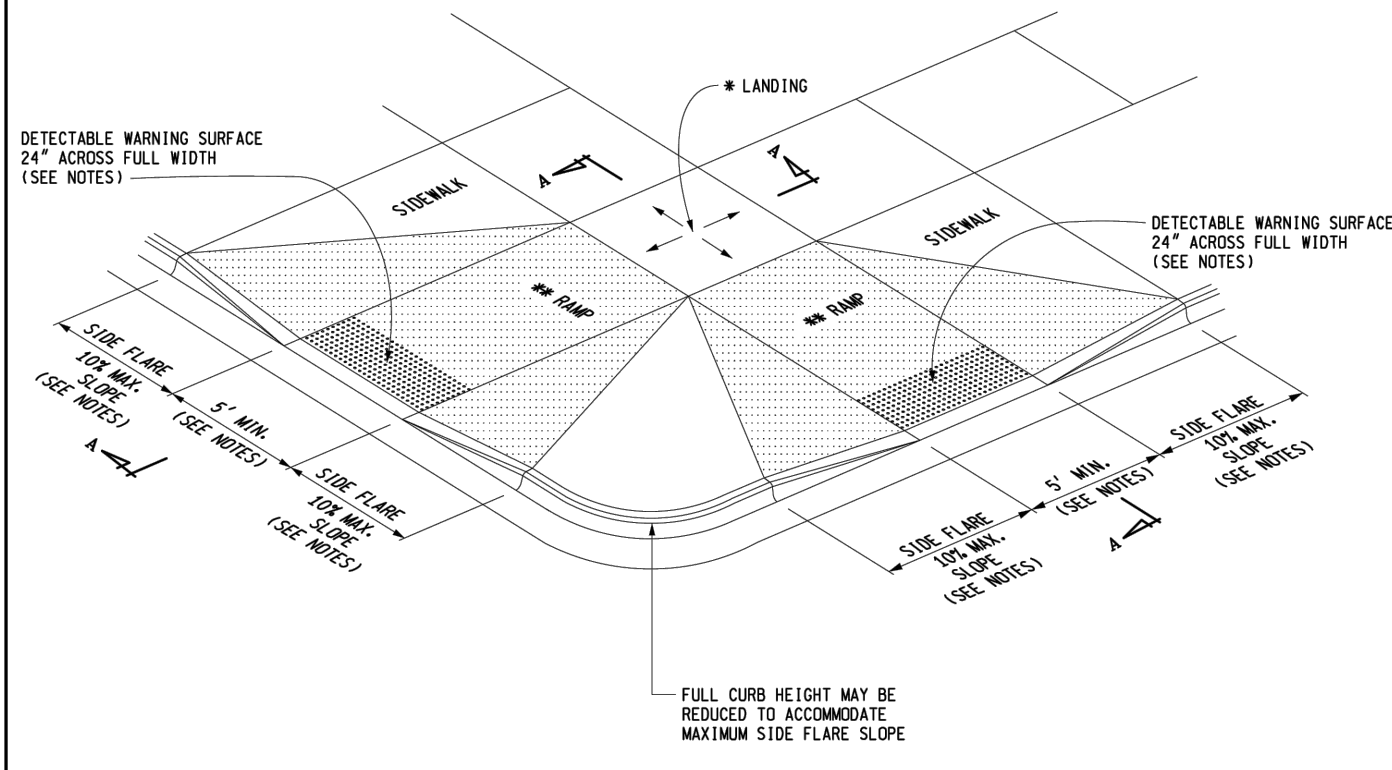 * LANDING
DETECTABLE WARNING SURFACE
24" ACROSS FULL WIDTH
(SEE NOTES)
A
A
SIDEWALK
SIDEWALK
DETECTABLE WARNING SURFACE
24" ACROSS FULL WIDTH
(SEE NOTES)
** RAMP
** RAMP
SIDE FLARE
10% MAX.
SLOPE
(SEE NOTES)
5' MIN.
(SEE NOTES)
SIDE FLARE
10% MAX.
SLOPE
(SEE NOTES)
A
SIDE FLARE
10% MAX.
SLOPE
(SEE NOTES)
5' MIN.
(SEE NOTES)
SIDE FLARE
10% MAX.
SLOPE
(SEE NOTES)
A
FULL CURB HEIGHT MAY BE
REDUCED TO ACCOMMODATE
MAXIMUM SIDE FLARE SLOPE